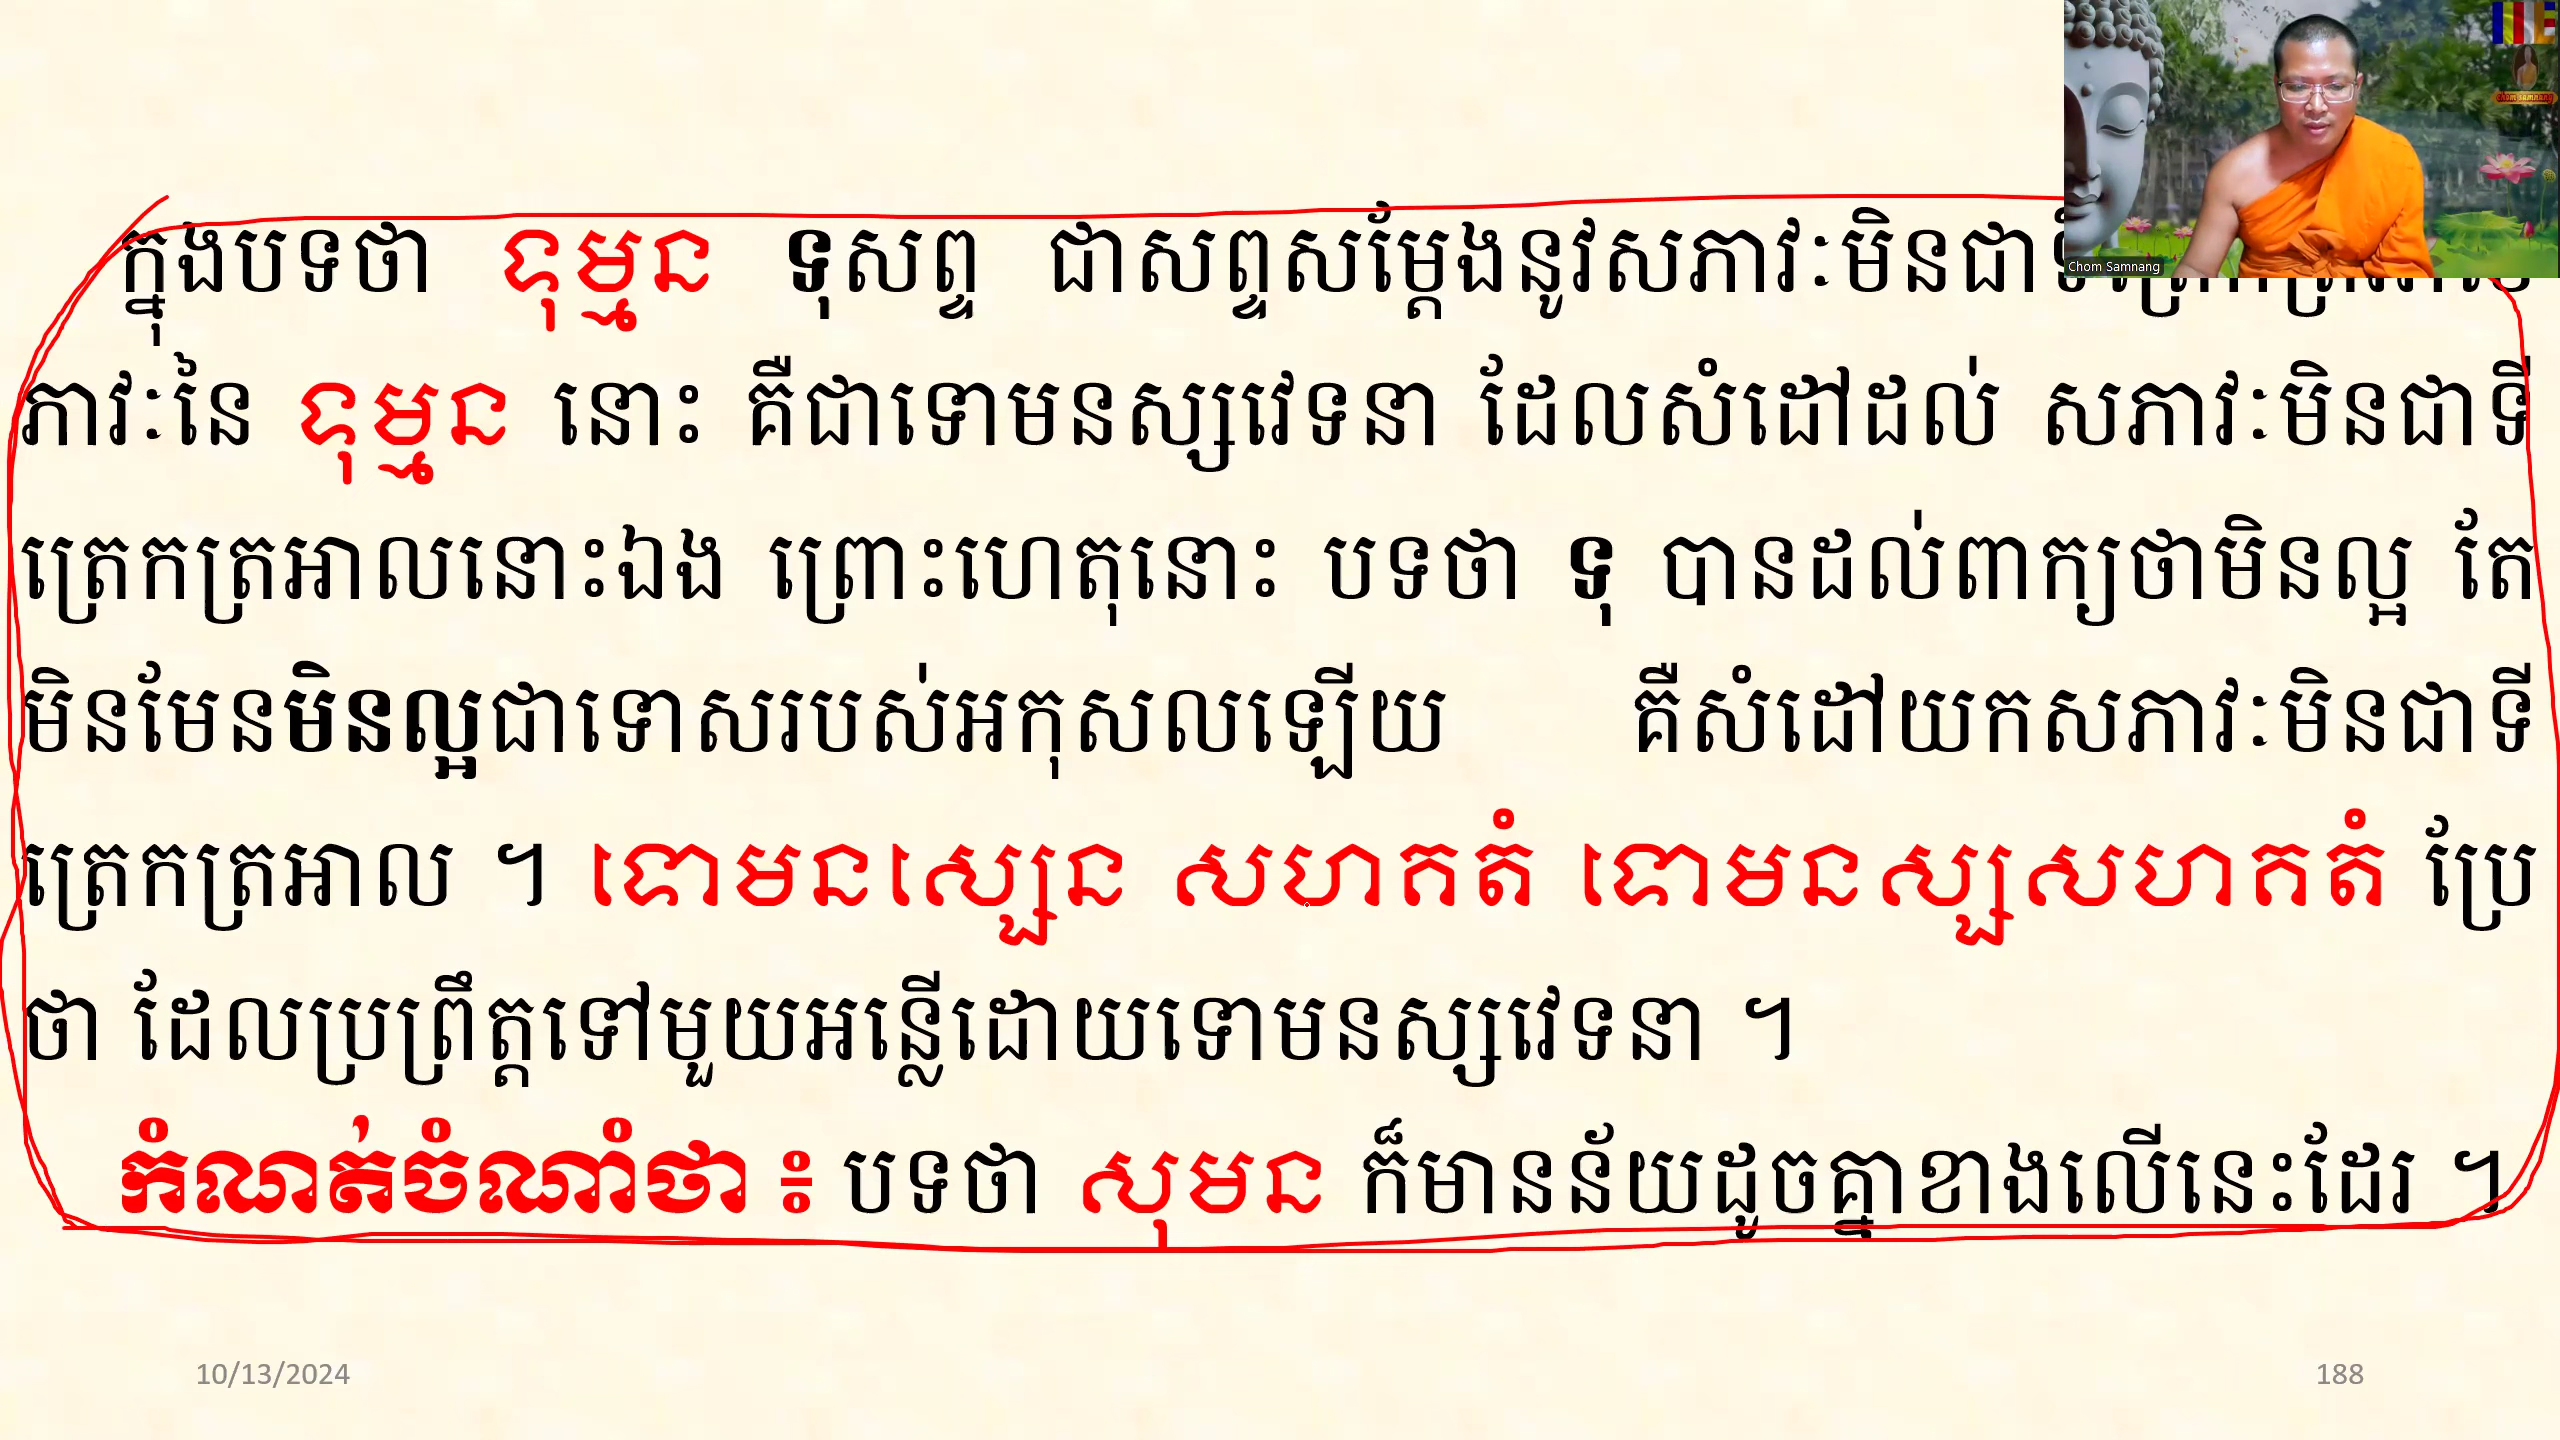 ក្នុងបទថា ទុម្មន ទុសព្ទ ជាសព្ទសម្ដែងនូវសភាវៈមិនជាទី
ភាវៈនៃ ទុម្មន នោះ គឺជាទោមនស្សវេទនា ដែលសំដៅដល់ សភាវៈមិនជាទី
ត្រេកត្រអាលនោះឯង ព្រោះហេតុនោះ បទថា ទុ បានដល់ពាក្យថាមិនល្អ តែ
មិនមែនមិនល្អជាទោសរបស់អកុសលឡើយ គឺសំដៅយកសភាវៈមិនជាទី
ត្រេកត្រអាល ។ ទោមនស្សេន សហគតំ ទោមនស្សសហគតំ ប្រែ
ថា ដែលប្រព្រឹត្តទៅមួយអន្លើដោយទោមនស្សវេទនា ។
កំណត់ចំណាំថា ៖ បទថា សុមន ក៏មានន័យដូចគ្នាខាងលើនេះដែរ ។
Chom Samnang
10/13/2024
188